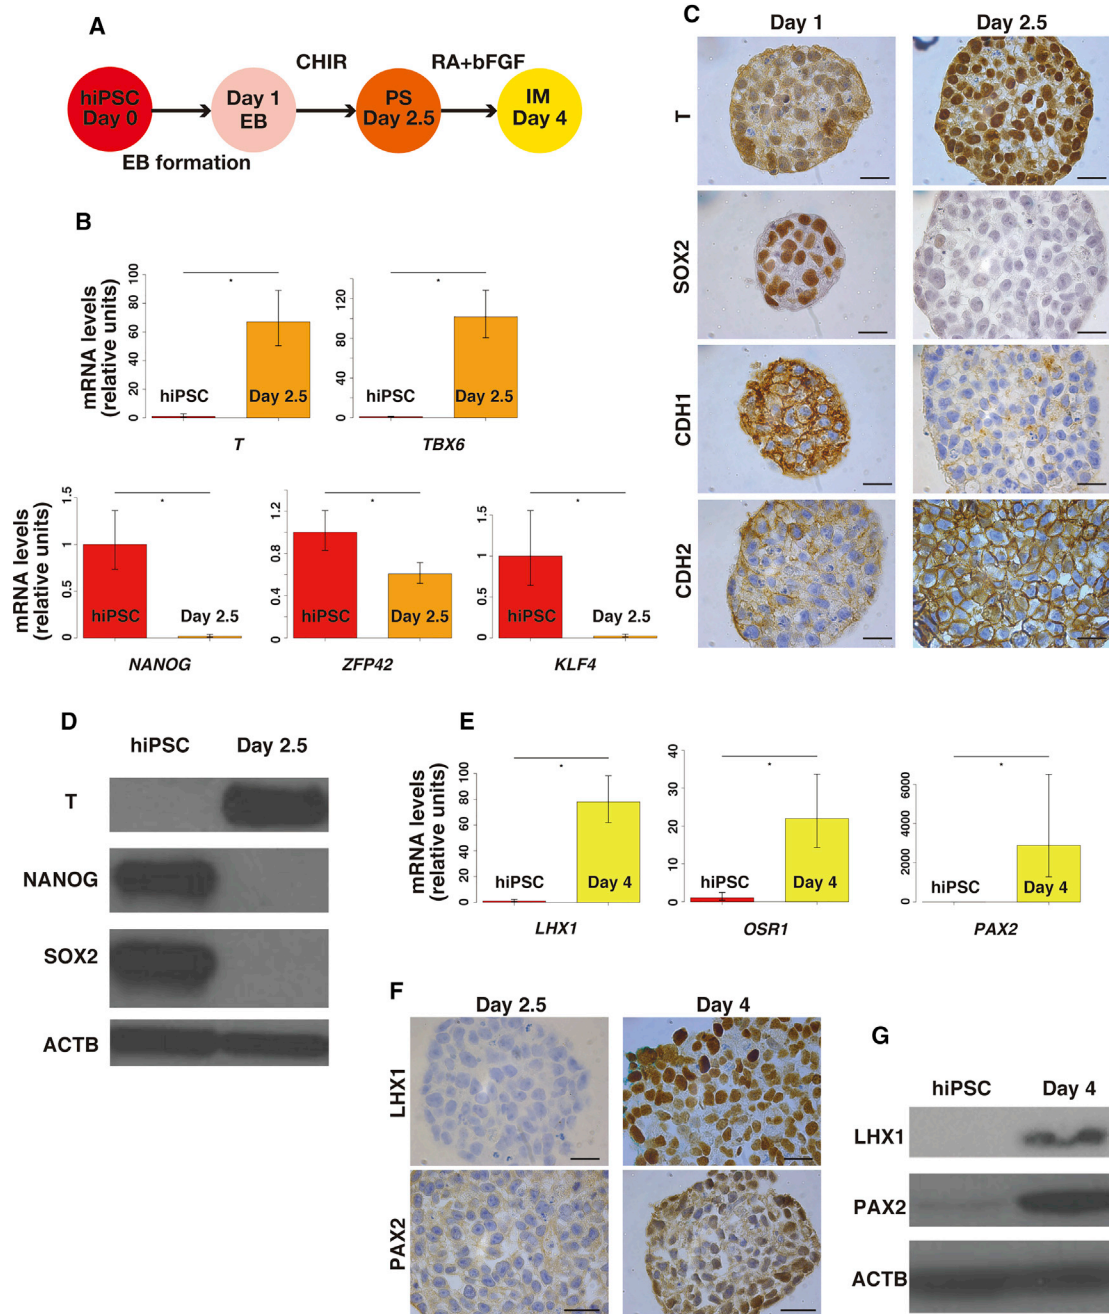 A
hiPSC
Day 0
Day 1
EB
CHIR
PS
Day 2.5
RA+bFGF
IM
Day 4
EB formation
B
mRNA levels
(relative units)
0
20
40
60
80
100
*
hiPSC
Day 2.5
T
0
40
80
120
*
hiPSC
Day 2.5
TBX6
mRNA levels
(relative units)
0
0.5
1
1.5
*
hiPSC
Day 2.5
NANOG
0
0.4
0.8
1.2
*
hiPSC
Day 2.5
ZFP42
0
0.5
1
1.5
*
hiPSC
Day 2.5
KLF4
C
Day 1
Day 2.5
T
SOX2
CDH1
CDH2
D
hiPSC
Day 2.5
T
NANOG
SOX2
ACTB
E
mRNA levels
(relative units)
0
20
40
60
80
100
*
hiPSC
Day 4
LHX1
0
10
20
30
40
*
hiPSC
Day 4
OSR1
0
2000
4000
6000
*
hiPSC
Day 4
PAX2
F
Day 2.5
Day 4
LHX1
PAX2
G
hiPSC
Day 4
LHX1
PAX2
ACTB